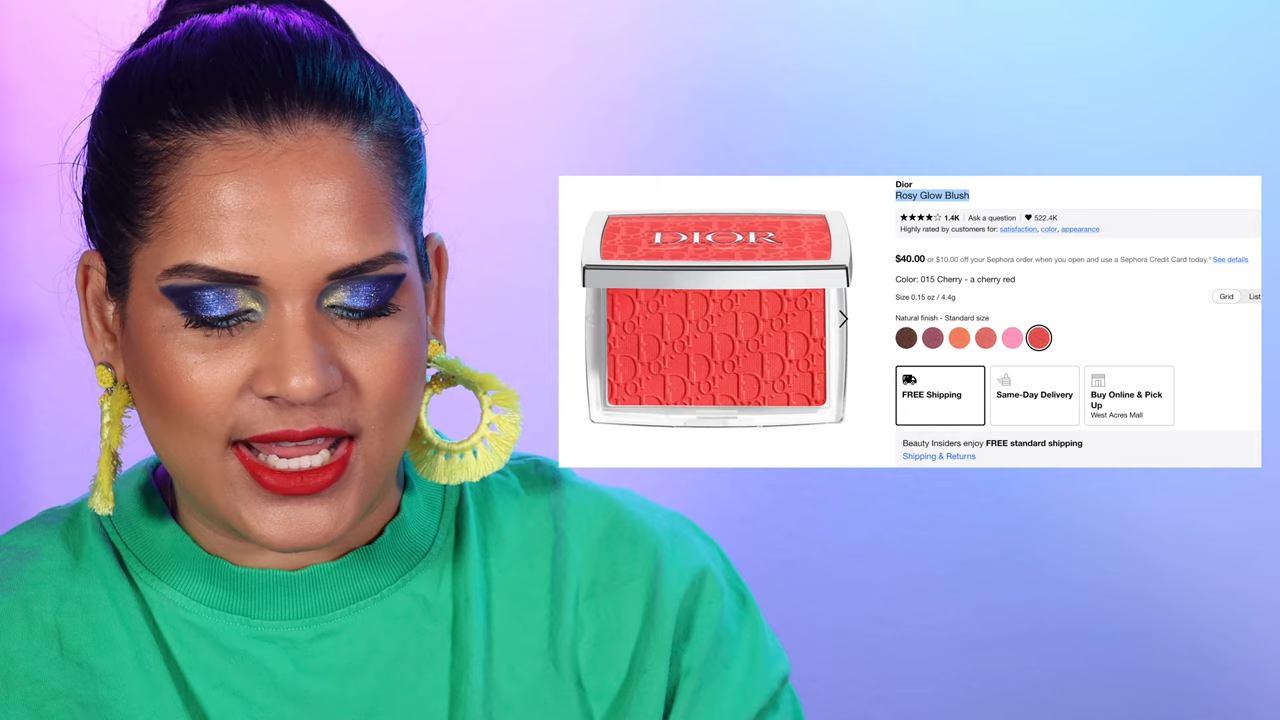 DIOR
Dior
Rosy Glow Blush
1.4K | Ask a question | 522.4K
Highly rated by customers for: satisfaction, color, appearance
$40.00 or $10.00 off your Sephora order when you open and use a Sephora Credit Card today.¹ See details
Color: 015 Cherry - a cherry red
Size 0.15 oz / 4.4g
Grid List
Natural finish - Standard size
FREE Shipping
Same-Day Delivery
Buy Online & Pick
Up
West Acres Mall
Beauty Insiders enjoy FREE standard shipping
Shipping & Returns